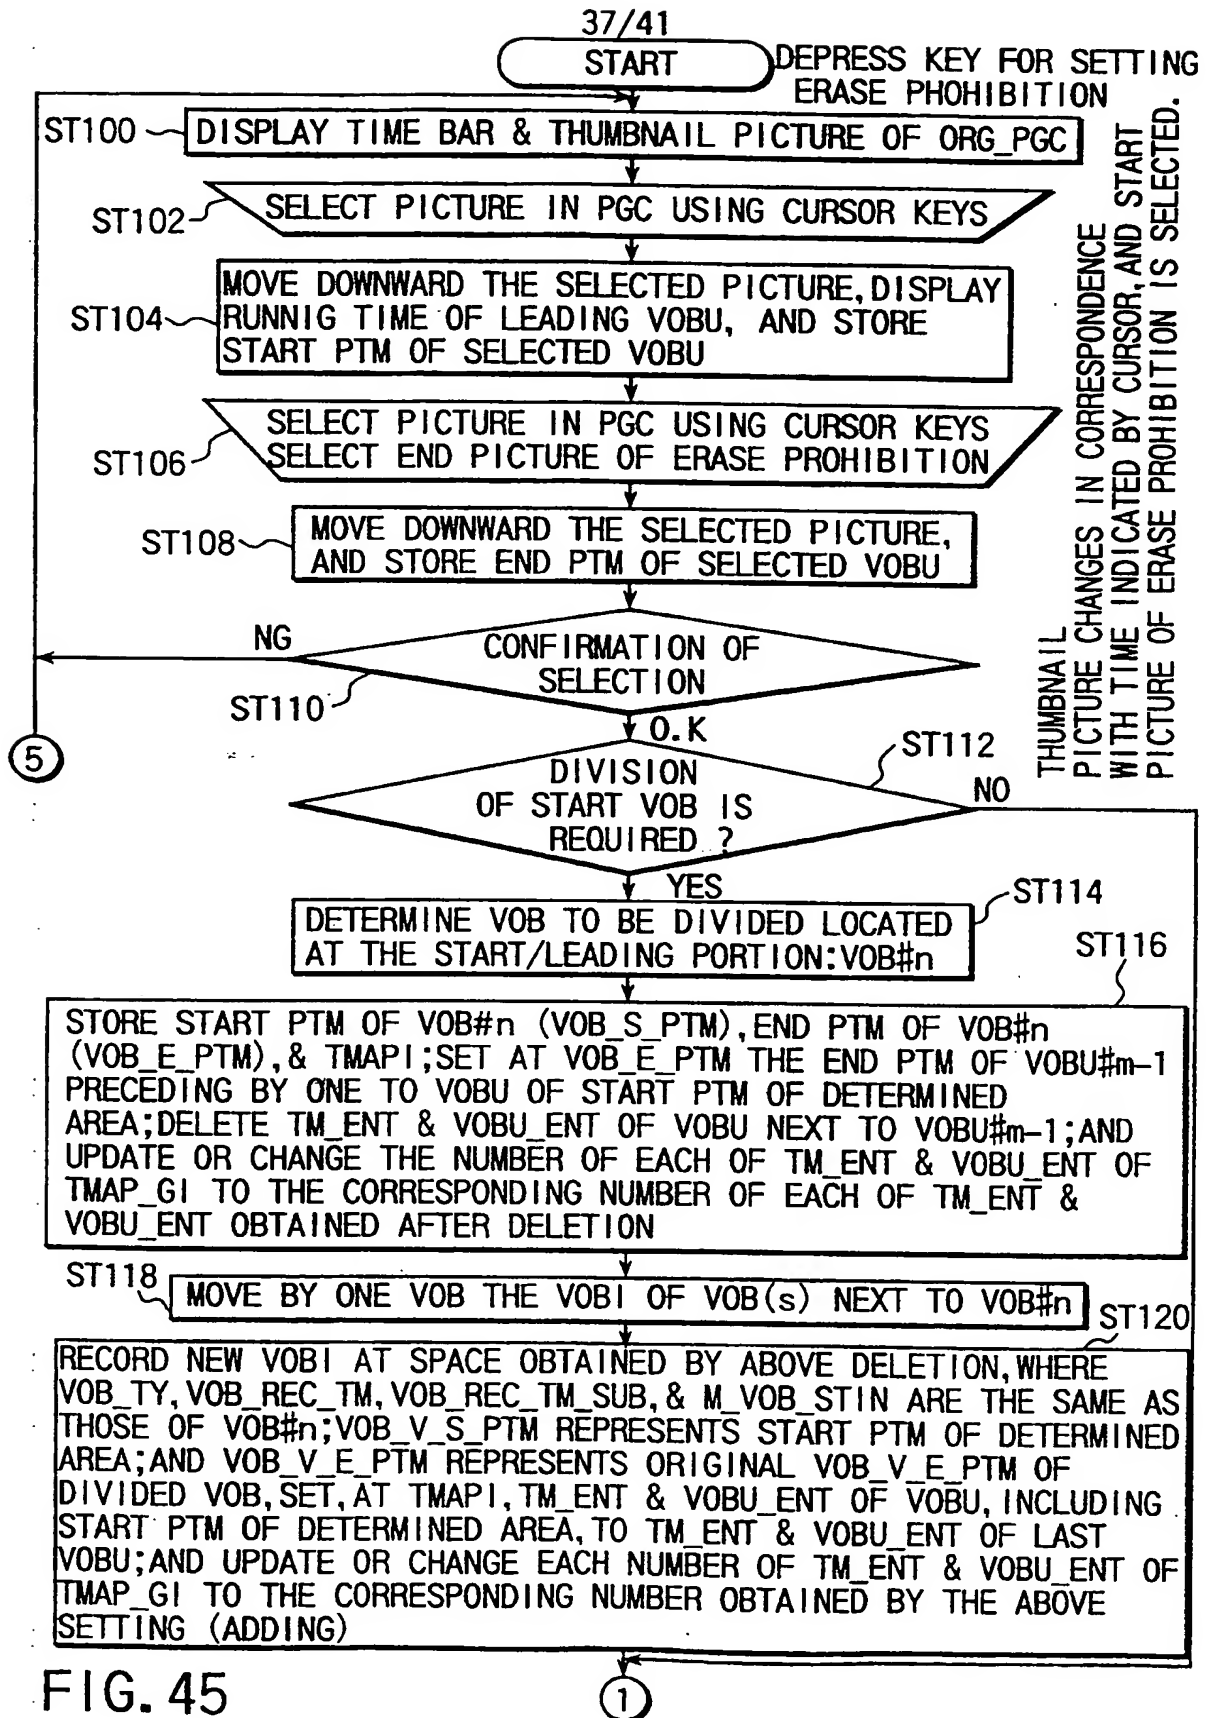 37/41
START
DEPRESS KEY FOR SETTING
ERASE PHOHIBITION
ST100
DISPLAY TIME BAR & THUMBNAIL PICTURE OF ORG_PGC
ST102
SELECT PICTURE IN PGC USING CURSOR KEYS
THUMBNAIL
PICTURE CHANGES IN CORRESPONDENCE
WITH TIME INDICATED BY CURSOR, AND START
PICTURE OF ERASE PROHIBITION IS SELECTED.
ST104
MOVE DOWNWARD THE SELECTED PICTURE, DISPLAY
RUNNIG TIME OF LEADING VOBU, AND STORE
START PTM OF SELECTED VOBU
ST106
SELECT PICTURE IN PGC USING CURSOR KEYS
SELECT END PICTURE OF ERASE PROHIBITION
ST108
MOVE DOWNWARD THE SELECTED PICTURE,
AND STORE END PTM OF SELECTED VOBU
NG
CONFIRMATION OF
SELECTION
ST110
O.K
5
ST112
DIVISION
OF START VOB IS
REQUIRED ?
NO
YES
ST114
DETERMINE VOB TO BE DIVIDED LOCATED
AT THE START/LEADING PORTION:VOB#n
ST116
STORE START PTM OF VOB#n (VOB_S_PTM), END PTM OF VOB#n
(VOB_E_PTM), & TMAPI;SET AT VOB_E_PTM THE END PTM OF VOBU#m-1
PRECEDING BY ONE TO VOBU OF START PTM OF DETERMINED
AREA;DELETE TM_ENT & VOBU_ENT OF VOBU NEXT TO VOBU#m-1;AND
UPDATE OR CHANGE THE NUMBER OF EACH OF TM_ENT & VOBU_ENT OF
TMAP_GI TO THE CORRESPONDING NUMBER OF EACH OF TM_ENT &
VOBU_ENT OBTAINED AFTER DELETION
ST118
MOVE BY ONE VOB THE VOBI OF VOB(s) NEXT TO VOB#n
ST120
RECORD NEW VOBI AT SPACE OBTAINED BY ABOVE DELETION, WHERE
VOB_TY, VOB_REC_TM, VOB_REC_TM_SUB, & M_VOB_STIN ARE THE SAME AS
THOSE OF VOB#n;VOB_V_S_PTM REPRESENTS START PTM OF DETERMINED
AREA;AND VOB_V_E_PTM REPRESENTS ORIGINAL VOB_V_E_PTM OF
DIVIDED VOB, SET, AT TMAPI, TM_ENT & VOBU_ENT OF VOBU, INCLUDING
START PTM OF DETERMINED AREA, TO TM_ENT & VOBU_ENT OF LAST
VOBU;AND UPDATE OR CHANGE EACH NUMBER OF TM_ENT & VOBU_ENT OF
TMAP_GI TO THE CORRESPONDING NUMBER OBTAINED BY THE ABOVE
SETTING (ADDING)
FIG. 45
1